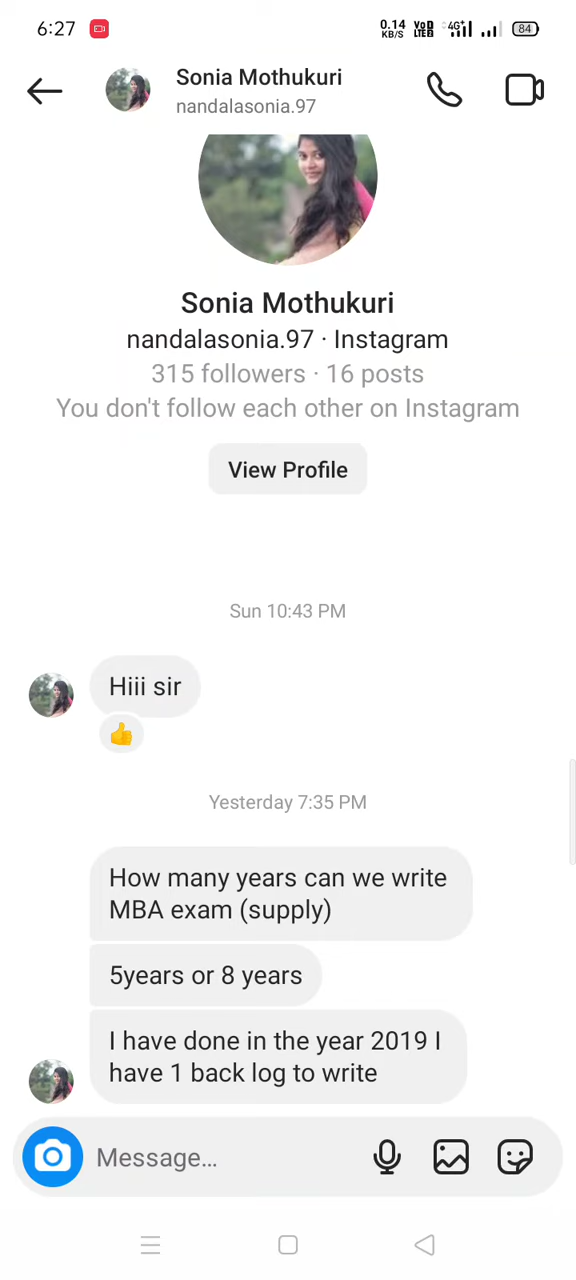 6:27
0.14 KB/S VoD LTE2 4G+ 84
Sonia Mothukuri
nandalasonia.97
Sonia Mothukuri
nandalasonia.97 · Instagram
315 followers · 16 posts
You don't follow each other on Instagram
View Profile
Sun 10:43 PM
Hiii sir
Yesterday 7:35 PM
How many years can we write
MBA exam (supply)
5years or 8 years
I have done in the year 2019 I
have 1 back log to write
Message...